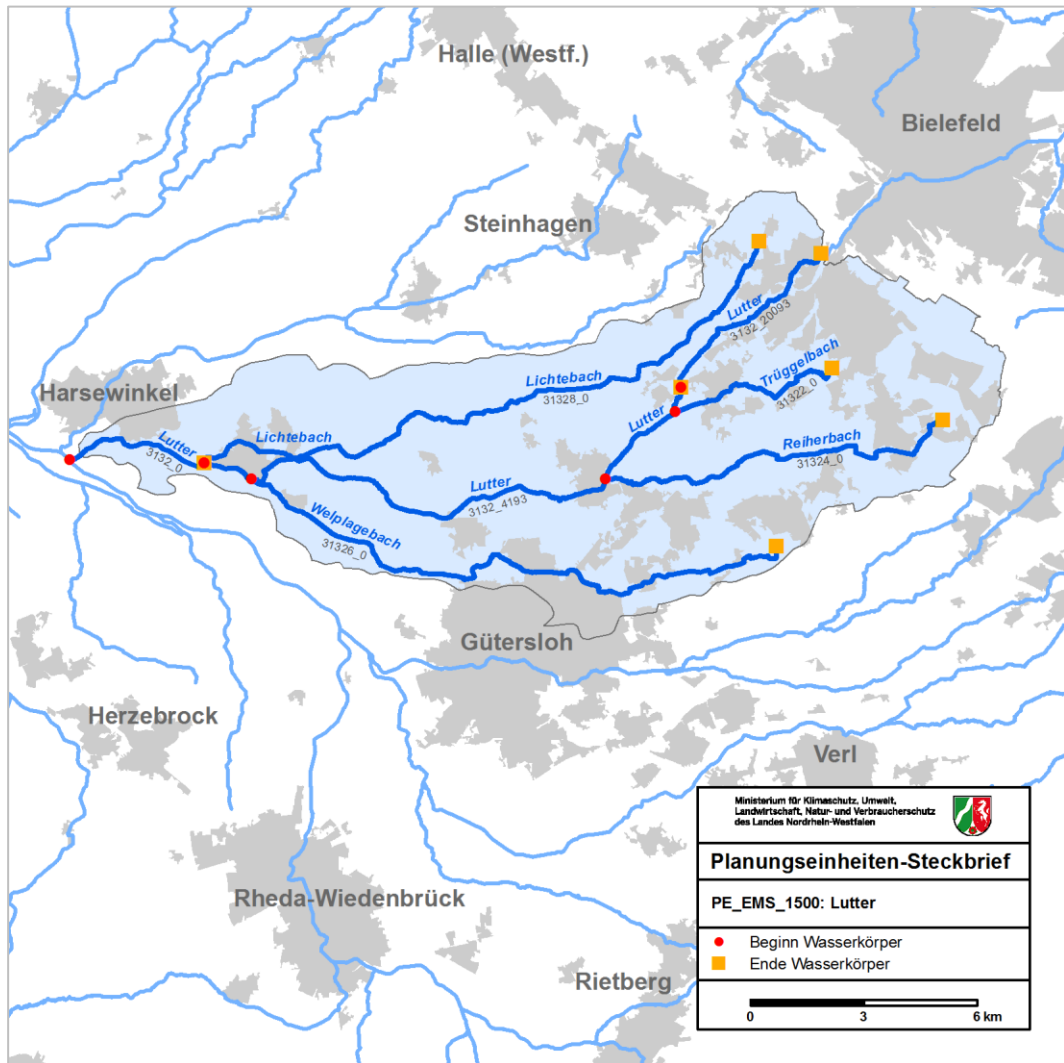 Halle (Westf.)
Bielefeld
Steinhagen
Lutter
3132_20093
Trüggelbach
31322_0
Harsewinkel
Lichtebach
31328_0
Lutter
Lichtebach
Lutter
3132_0
Reiherbach
31324_0
Lutter
3132_4193
Welplagebach
31326_0
Gütersloh
Herzebrock
Verl
Rheda-Wiedenbrück
Rietberg
Ministerium für Klimaschutz, Umwelt,
Landwirtschaft, Natur- und Verbraucherschutz
des Landes Nordrhein-Westfalen
Planungseinheiten-Steckbrief
PE_EMS_1500: Lutter
Beginn Wasserkörper
Ende Wasserkörper
0 3 6 km